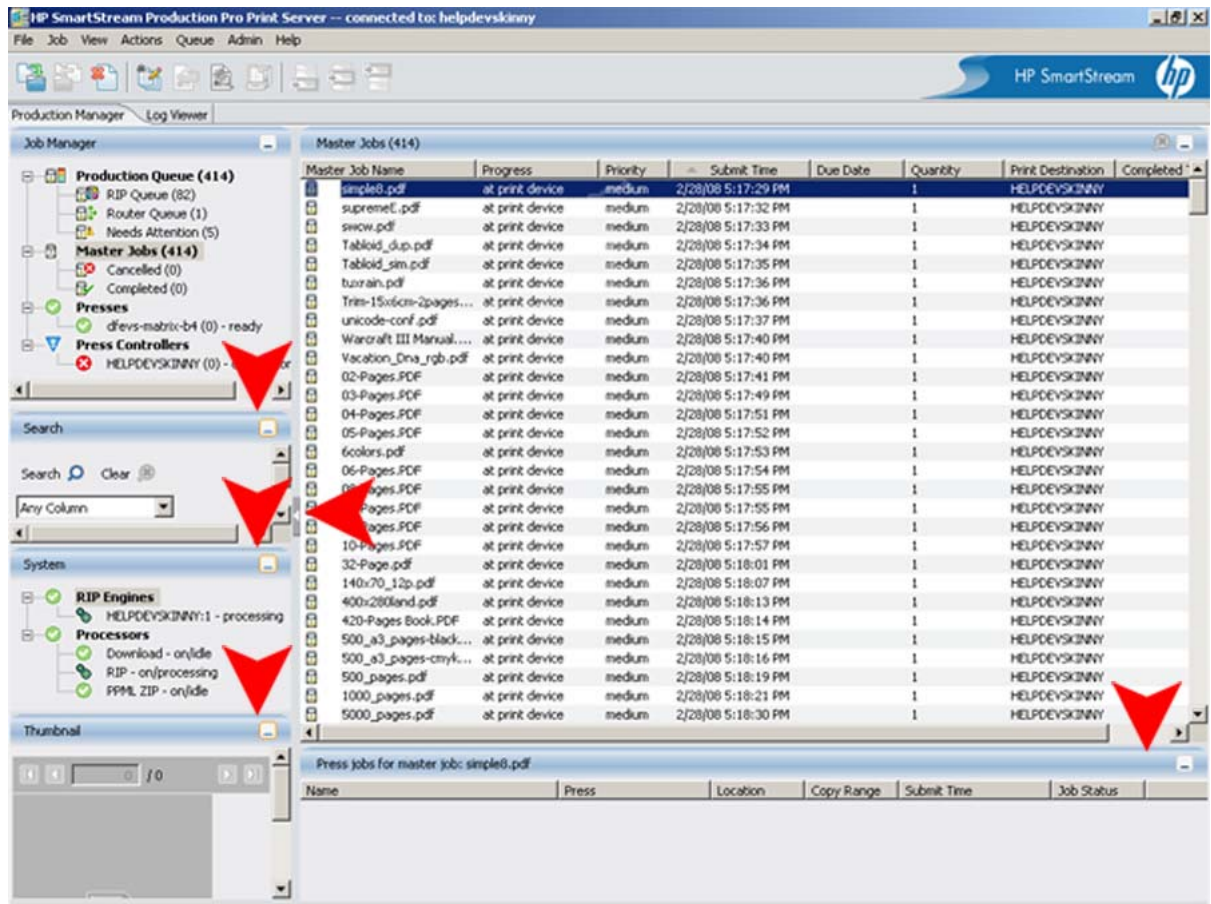 HP SmartStream Production Pro Print Server -- connected to: helpdevskinny
File Job View Actions Queue Admin Help
HP SmartStream hp
Production Manager Log Viewer
Job Manager
Production Queue (414)
RIP Queue (82)
Router Queue (1)
Needs Attention (5)
Master Jobs (414)
Cancelled (0)
Completed (0)
Presses
dfevs-matrix-b4 (0) - ready
Press Controllers
HELPDEVSKINNY (0) -
Search
Search Clear
Any Column
System
RIP Engines
HELPDEVSKINNY:1 - processing
Processors
Download - on/idle
RIP - on/processing
PPML ZIP - on/idle
Thumbnail
0 / 0
Master Jobs (414)
Master Job Name Progress Priority Submit Time Due Date Quantity Print Destination Completed
simple8.pdf at print device medium 2/28/08 5:17:29 PM 1 HELPDEVSKINNY
supremeE.pdf at print device medium 2/28/08 5:17:32 PM 1 HELPDEVSKINNY
swcw.pdf at print device medium 2/28/08 5:17:33 PM 1 HELPDEVSKINNY
Tabloid_dup.pdf at print device medium 2/28/08 5:17:34 PM 1 HELPDEVSKINNY
Tabloid_sim.pdf at print device medium 2/28/08 5:17:35 PM 1 HELPDEVSKINNY
tuxrain.pdf at print device medium 2/28/08 5:17:36 PM 1 HELPDEVSKINNY
Trim-15x6cm-2pages... at print device medium 2/28/08 5:17:36 PM 1 HELPDEVSKINNY
unicode-conf.pdf at print device medium 2/28/08 5:17:37 PM 1 HELPDEVSKINNY
Warcraft III Manual.... at print device medium 2/28/08 5:17:40 PM 1 HELPDEVSKINNY
Vacation_Dna_rgb.pdf at print device medium 2/28/08 5:17:40 PM 1 HELPDEVSKINNY
02-Pages.PDF at print device medium 2/28/08 5:17:41 PM 1 HELPDEVSKINNY
03-Pages.PDF at print device medium 2/28/08 5:17:49 PM 1 HELPDEVSKINNY
04-Pages.PDF at print device medium 2/28/08 5:17:51 PM 1 HELPDEVSKINNY
05-Pages.PDF at print device medium 2/28/08 5:17:52 PM 1 HELPDEVSKINNY
6colors.pdf at print device medium 2/28/08 5:17:53 PM 1 HELPDEVSKINNY
06-Pages.PDF at print device medium 2/28/08 5:17:54 PM 1 HELPDEVSKINNY
at print device medium 2/28/08 5:17:55 PM 1 HELPDEVSKINNY
at print device medium 2/28/08 5:17:55 PM 1 HELPDEVSKINNY
at print device medium 2/28/08 5:17:56 PM 1 HELPDEVSKINNY
10-Pages.PDF at print device medium 2/28/08 5:17:57 PM 1 HELPDEVSKINNY
32-Page.pdf at print device medium 2/28/08 5:18:01 PM 1 HELPDEVSKINNY
140x70_12p.pdf at print device medium 2/28/08 5:18:07 PM 1 HELPDEVSKINNY
400x280land.pdf at print device medium 2/28/08 5:18:13 PM 1 HELPDEVSKINNY
420-Pages Book.PDF at print device medium 2/28/08 5:18:14 PM 1 HELPDEVSKINNY
500_a3_pages-black... at print device medium 2/28/08 5:18:15 PM 1 HELPDEVSKINNY
500_a3_pages-cmyk... at print device medium 2/28/08 5:18:16 PM 1 HELPDEVSKINNY
500_pages.pdf at print device medium 2/28/08 5:18:19 PM 1 HELPDEVSKINNY
1000_pages.pdf at print device medium 2/28/08 5:18:21 PM 1 HELPDEVSKINNY
5000_pages.pdf at print device medium 2/28/08 5:18:30 PM 1 HELPDEVSKINNY
Press jobs for master job: simple8.pdf
Name Press Location Copy Range Submit Time Job Status